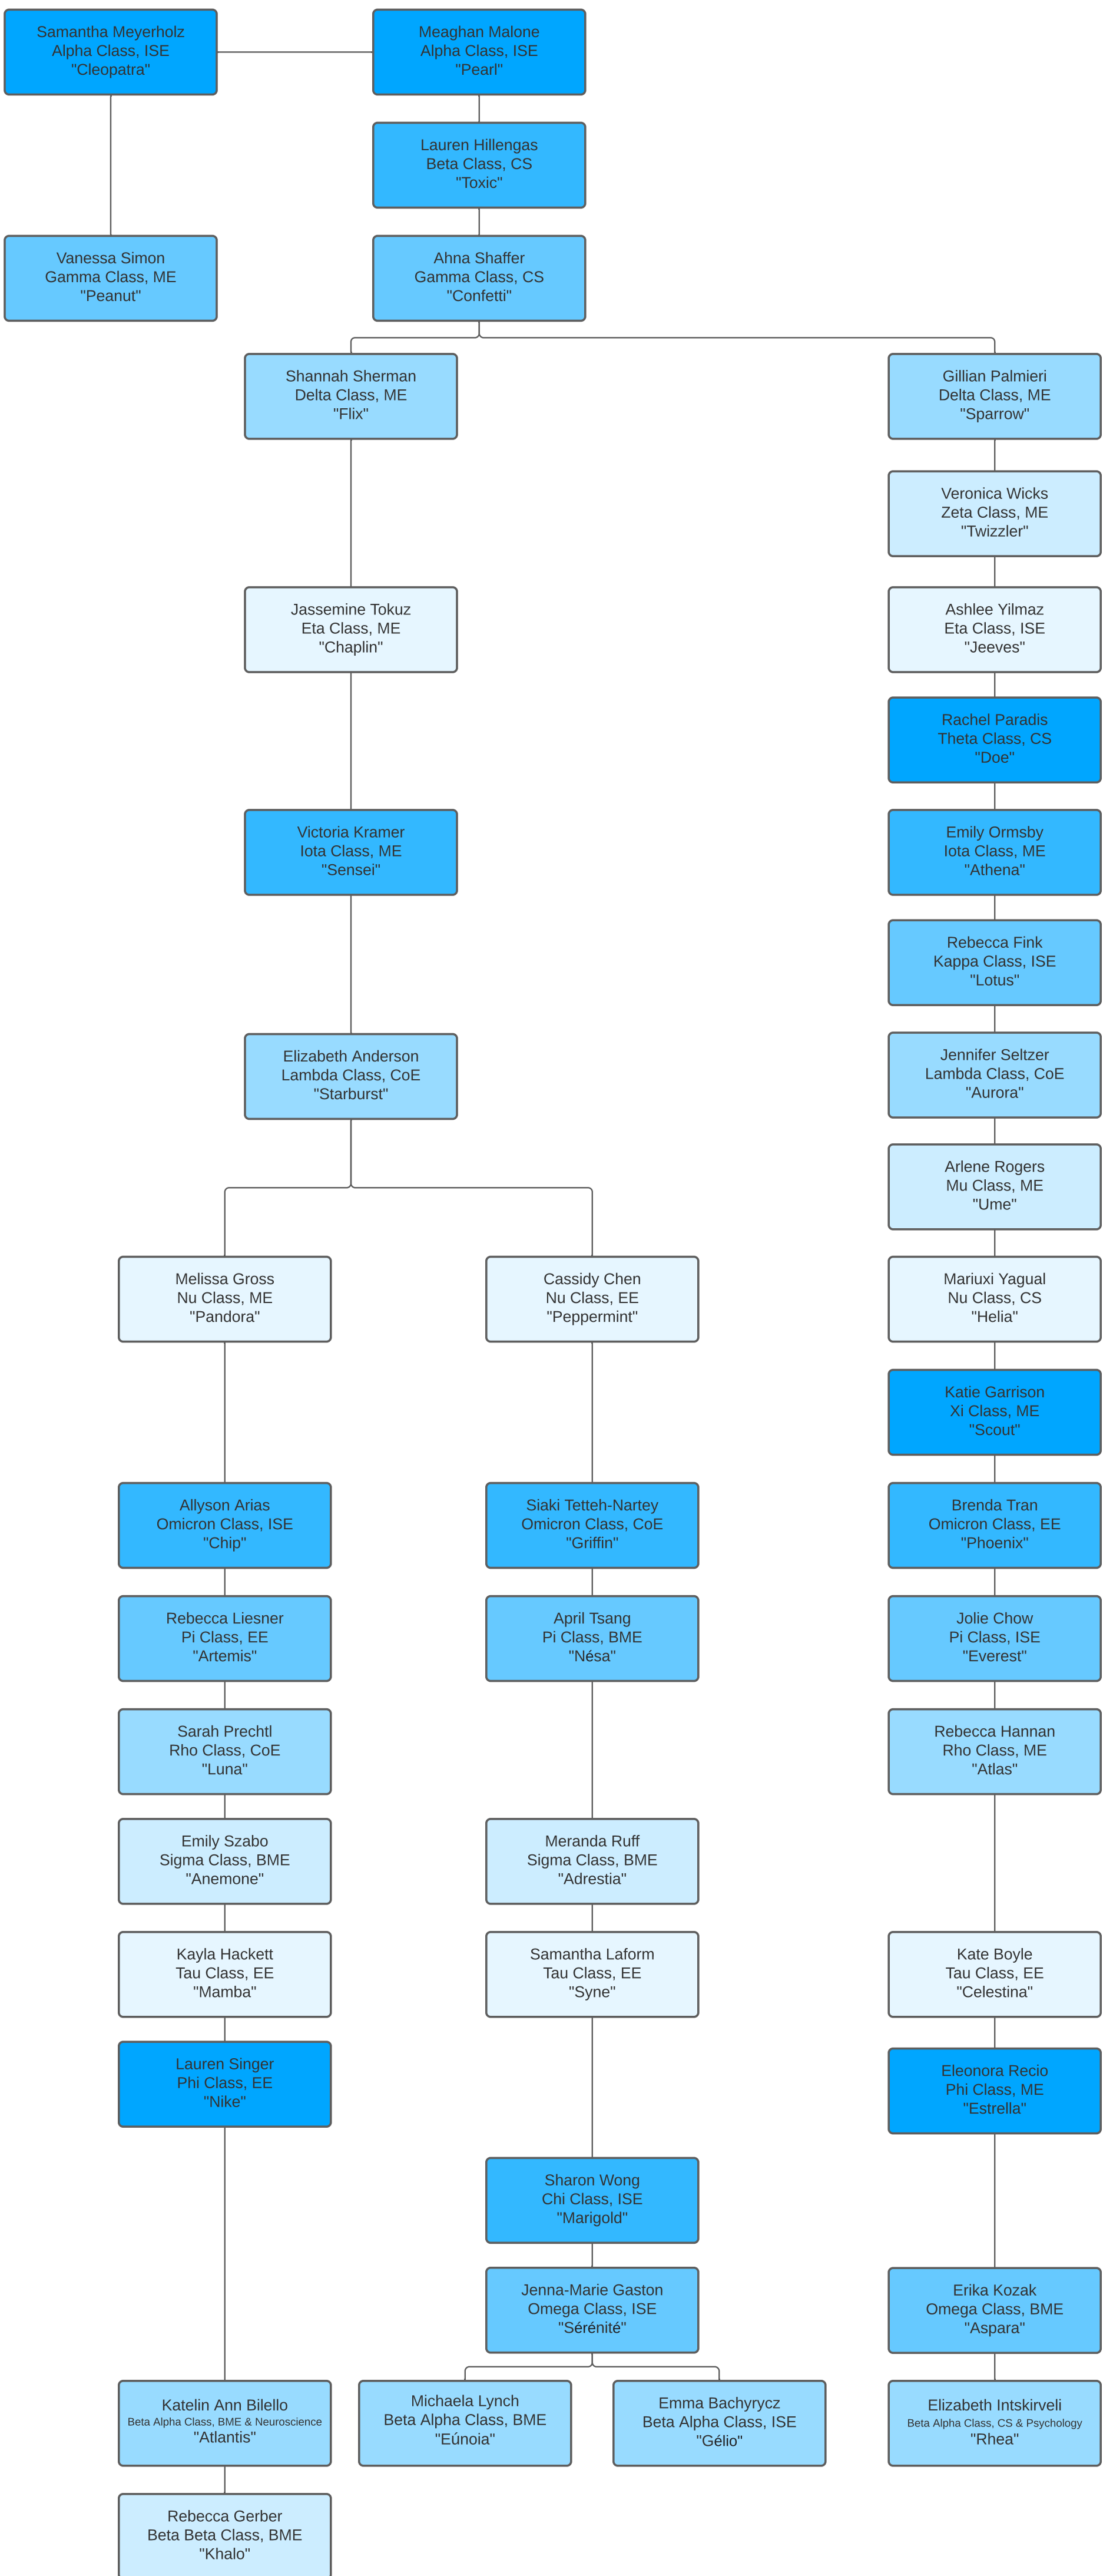 Samantha Meyerholz
Alpha Class, ISE
"Cleopatra"
Meaghan Malone
Alpha Class, ISE
"Pearl"
Lauren Hillengas
Beta Class, CS
"Toxic"
Vanessa Simon
Gamma Class, ME
"Peanut"
Ahna Shaffer
Gamma Class, CS
"Confetti"
Shannah Sherman
Delta Class, ME
"Flix"
Gillian Palmieri
Delta Class, ME
"Sparrow"
Veronica Wicks
Zeta Class, ME
"Twizzler"
Jassemine Tokuz
Eta Class, ME
"Chaplin"
Ashlee Yilmaz
Eta Class, ISE
"Jeeves"
Rachel Paradis
Theta Class, CS
"Doe"
Victoria Kramer
Iota Class, ME
"Sensei"
Emily Ormsby
Iota Class, ME
"Athena"
Rebecca Fink
Kappa Class, ISE
"Lotus"
Elizabeth Anderson
Lambda Class, CoE
"Starburst"
Jennifer Seltzer
Lambda Class, CoE
"Aurora"
Arlene Rogers
Mu Class, ME
"Ume"
Melissa Gross
Nu Class, ME
"Pandora"
Cassidy Chen
Nu Class, EE
"Peppermint"
Mariuxi Yagual
Nu Class, CS
"Helia"
Katie Garrison
Xi Class, ME
"Scout"
Allyson Arias
Omicron Class, ISE
"Chip"
Siaki Tetteh-Nartey
Omicron Class, CoE
"Griffin"
Brenda Tran
Omicron Class, EE
"Phoenix"
Rebecca Liesner
Pi Class, EE
"Artemis"
April Tsang
Pi Class, BME
"Nésa"
Jolie Chow
Pi Class, ISE
"Everest"
Sarah Prechtl
Rho Class, CoE
"Luna"
Rebecca Hannan
Rho Class, ME
"Atlas"
Emily Szabo
Sigma Class, BME
"Anemone"
Meranda Ruff
Sigma Class, BME
"Adrestia"
Kayla Hackett
Tau Class, EE
"Mamba"
Samantha Laform
Tau Class, EE
"Syne"
Kate Boyle
Tau Class, EE
"Celestina"
Lauren Singer
Phi Class, EE
"Nike"
Eleonora Recio
Phi Class, ME
"Estrella"
Sharon Wong
Chi Class, ISE
"Marigold"
Jenna-Marie Gaston
Omega Class, ISE
"Sérénité"
Erika Kozak
Omega Class, BME
"Aspara"
Katelin Ann Bilello
Beta Alpha Class, BME & Neuroscience
"Atlantis"
Michaela Lynch
Beta Alpha Class, BME
"Eúnoia"
Emma Bachyrycz
Beta Alpha Class, ISE
"Gélio"
Elizabeth Intskirveli
Beta Alpha Class, CS & Psychology
"Rhea"
Rebecca Gerber
Beta Beta Class, BME
"Khalo"